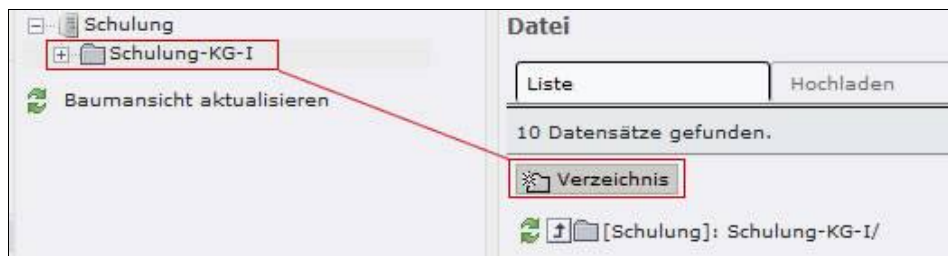 Schulung
Schulung-KG-I
Baumansicht aktualisieren
Datei
Liste
Hochladen
10 Datensätze gefunden.
Verzeichnis
[Schulung]: Schulung-KG-I/